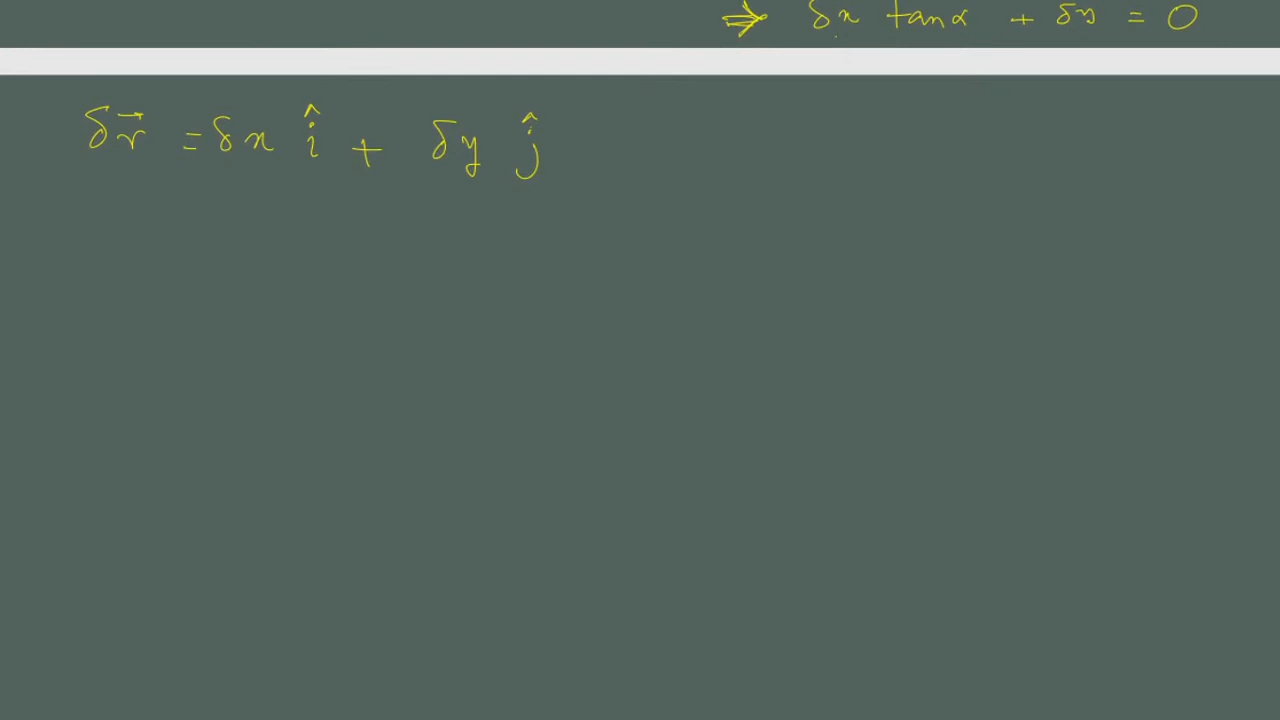 ⇒ δx tanα + δy = 0
δr⃗ = δx î + δy ĵ